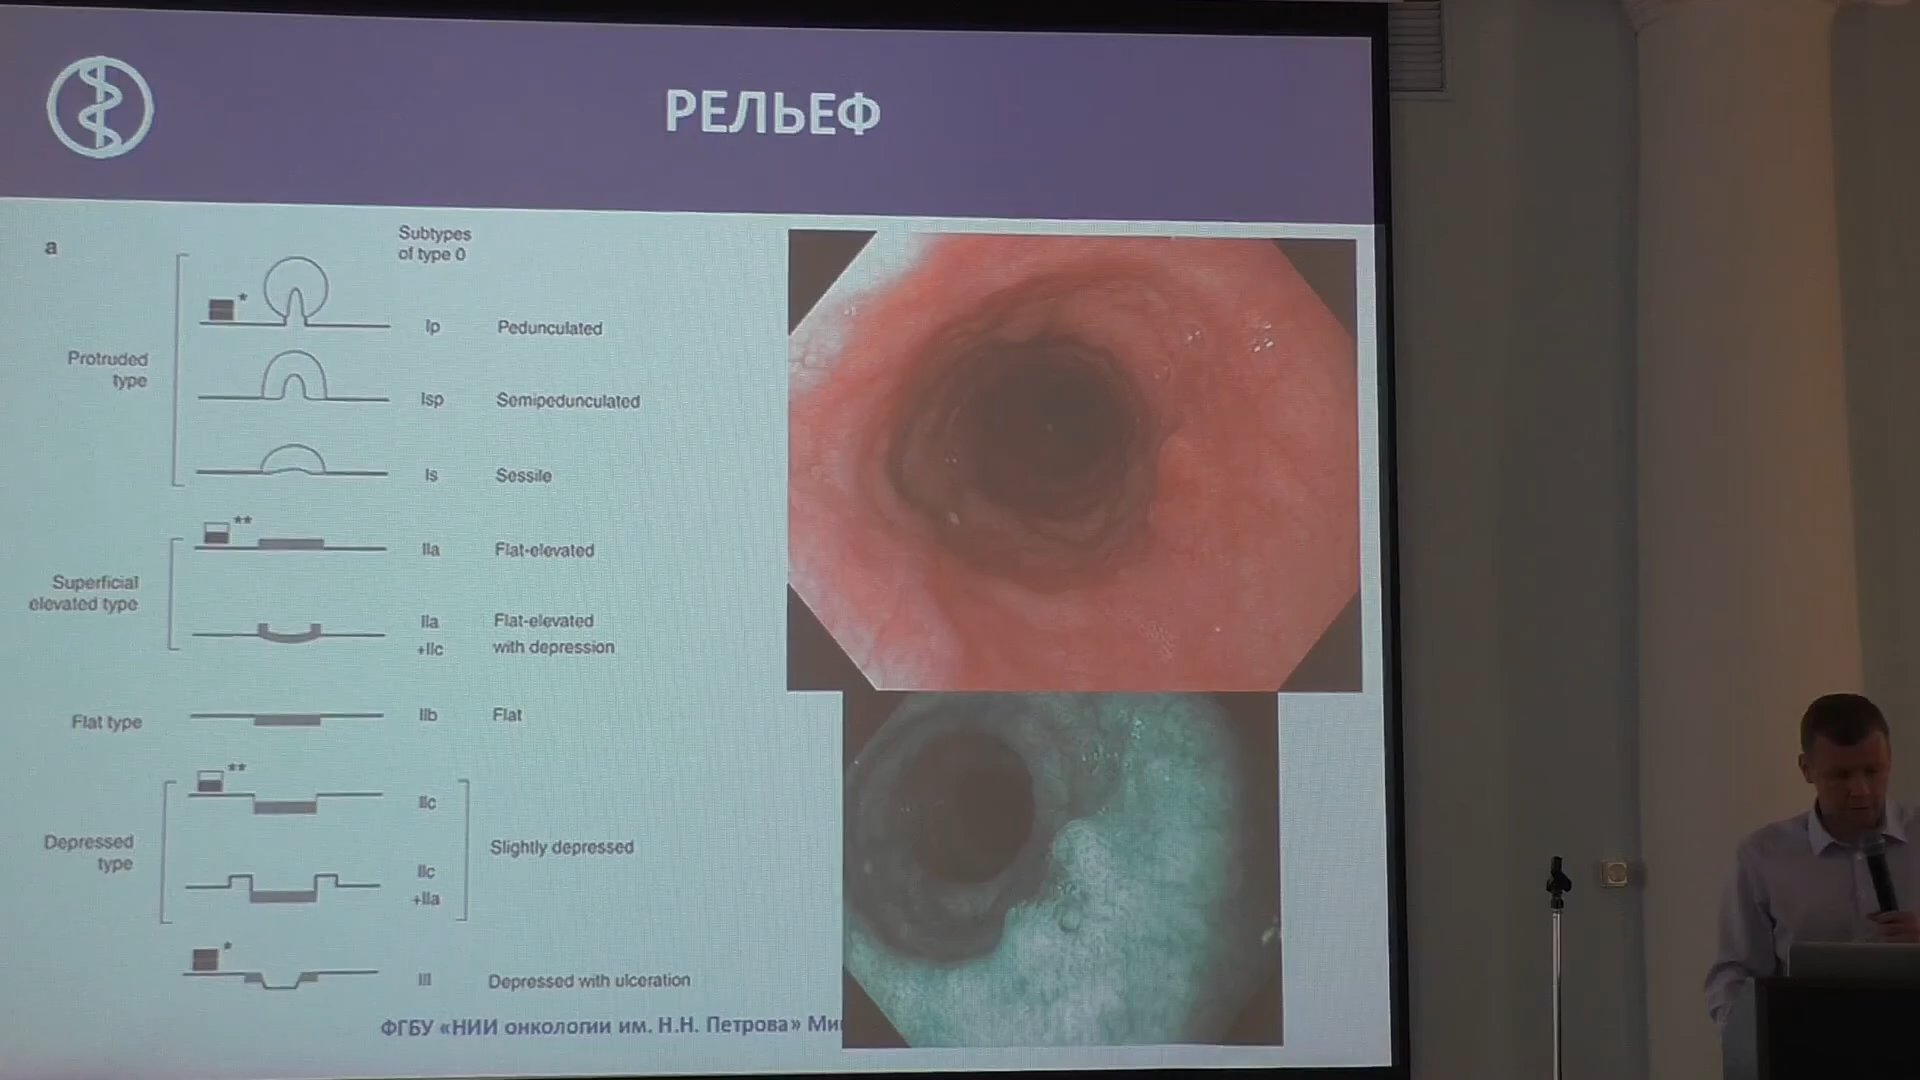 РЕЛЬЕФ
a
Subtypes
of type 0
Protruded
type
*
Ip Pedunculated
Isp Semipedunculated
Is Sessile
Superficial
elevated type
**
IIa Flat-elevated
IIa Flat-elevated
+IIc with depression
Flat type
IIb Flat
Depressed
type
**
IIc
Slightly depressed
IIc
+IIa
*
III Depressed with ulceration
ФГБУ «НИИ онкологии им. Н.Н. Петрова»